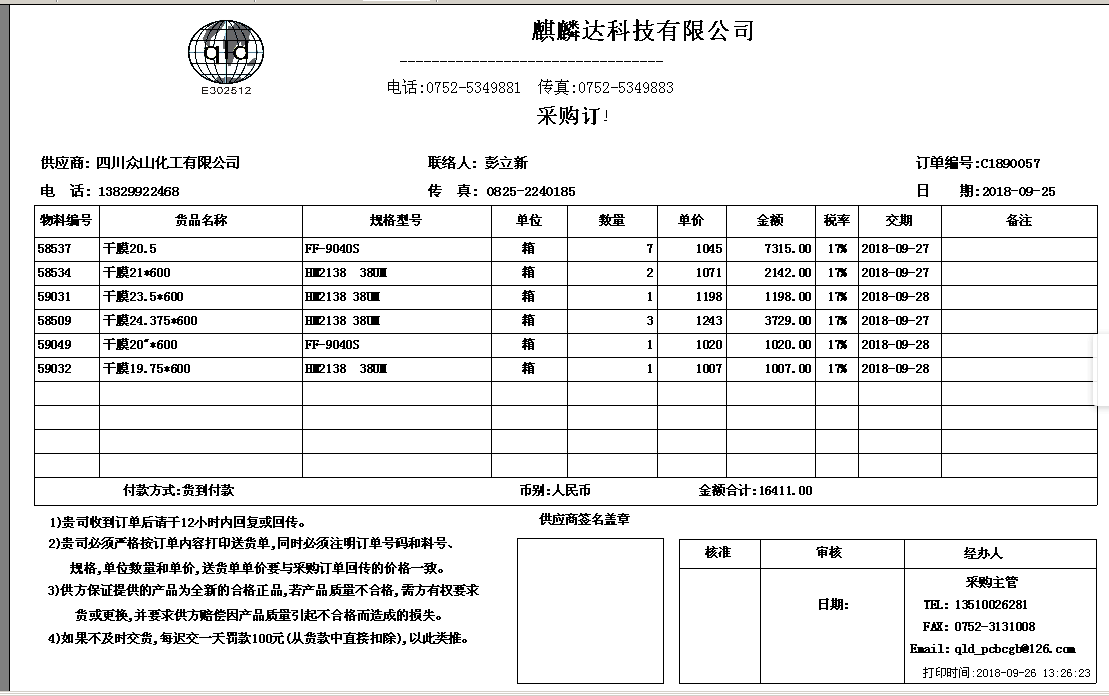 qld
E302512
麒麟达科技有限公司
---------------------------------
电话:0752-5349881 传真:0752-5349883
采购订
供应商: 四川众山化工有限公司 联络人: 彭立新 订单编号:C1890057
电 话: 13829922468 传 真: 0825-2240185 日 期:2018-09-25
物料编号 货品名称 规格型号 单位 数量 单价 金额 税率 交期 备注
58537 干膜20.5 FF-9040S 箱 7 1045 7315.00 17% 2018-09-27
58534 干膜21*600 HM2138 38UM 箱 2 1071 2142.00 17% 2018-09-27
59031 干膜23.5*600 HM2138 38UM 箱 1 1198 1198.00 17% 2018-09-28
58509 干膜24.375*600 HM2138 38UM 箱 3 1243 3729.00 17% 2018-09-27
59049 干膜20"*600 FF-9040S 箱 1 1020 1020.00 17% 2018-09-28
59032 干膜19.75*600 HM2138 38UM 箱 1 1007 1007.00 17% 2018-09-28
付款方式:货到付款 币别:人民币 金额合计:16411.00
1)贵司收到订单后请于12小时内回复或回传。
2)贵司必须严格按订单内容打印送货单,同时必须注明订单号码和料号、
规格,单位数量和单价,送货单单价要与采购订单回传的价格一致。
3)供方保证提供的产品为全新的合格正品,若产品质量不合格,需方有权要求
货或更换,并要求供方赔偿因产品质量引起不合格而造成的损失。
4)如果不及时交货,每迟交一天罚款100元(从货款中直接扣除),以此类推。
供应商签名盖章
核准 审核 经办人
日期:
采购主管
TEL: 13510026281
FAX: 0752-3131008
Email: qld_pcbcgb@126.com
打印时间:2018-09-26 13:26:23